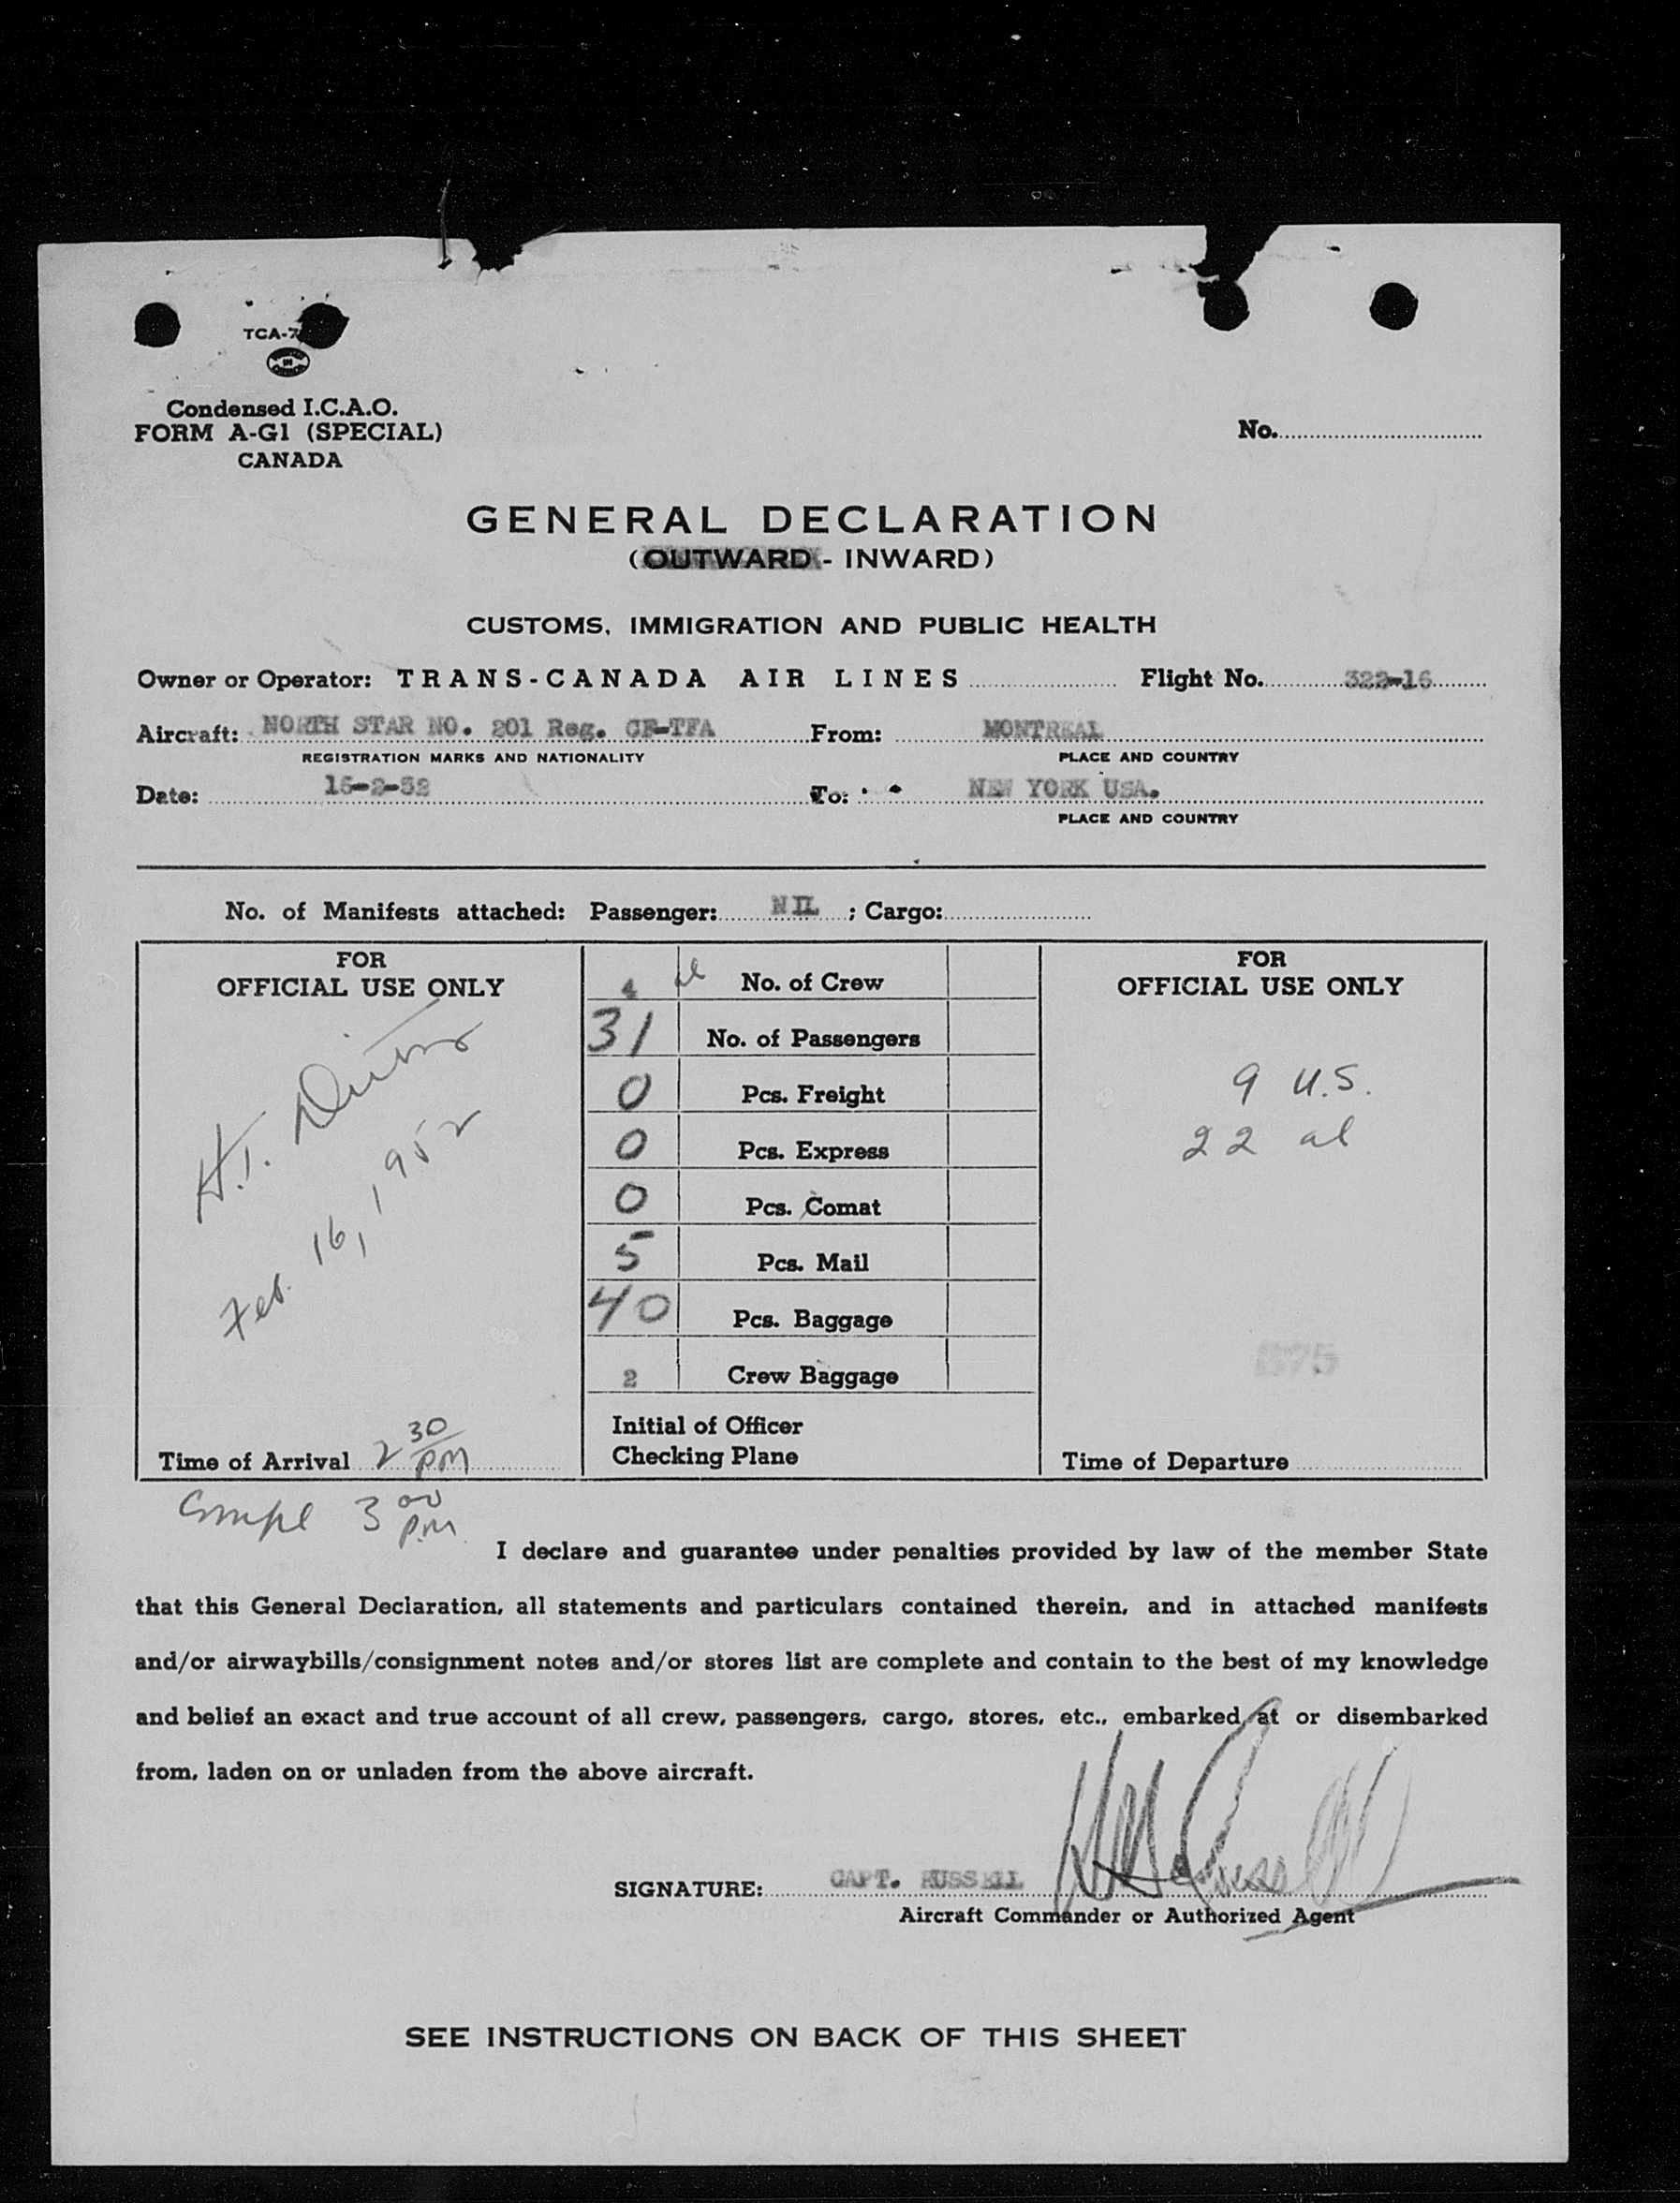 TCA-7
Condensed I.C.A.O.
FORM A-G1 (SPECIAL)
CANADA
No.
GENERAL DECLARATION
(OUTWARD - INWARD)
CUSTOMS, IMMIGRATION AND PUBLIC HEALTH
Owner or Operator: TRANS-CANADA AIR LINES Flight No. 322-16
Aircraft: NORTH STAR NO. 201 Reg. CF-TFA From: MONTREAL
REGISTRATION MARKS AND NATIONALITY PLACE AND COUNTRY
Date: 16-2-52 To: NEW YORK USA.
PLACE AND COUNTRY
No. of Manifests attached: Passenger: NIL ; Cargo:
FOR
OFFICIAL USE ONLY
H.T.
Feb. 16, 1952
Time of Arrival 2 30 PM
Compl 3 00 P.M.
4 al No. of Crew
31 No. of Passengers
0 Pcs. Freight
0 Pcs. Express
0 Pcs. Comat
5 Pcs. Mail
40 Pcs. Baggage
2 Crew Baggage
Initial of Officer
Checking Plane
FOR
OFFICIAL USE ONLY
9 U.S.
22 al
Time of Departure
I declare and guarantee under penalties provided by law of the member State
that this General Declaration, all statements and particulars contained therein, and in attached manifests
and/or airwaybills/consignment notes and/or stores list are complete and contain to the best of my knowledge
and belief an exact and true account of all crew, passengers, cargo, stores, etc., embarked at or disembarked
from, laden on or unladen from the above aircraft.
SIGNATURE: CAPT. RUSSELL
Aircraft Commander or Authorized Agent
SEE INSTRUCTIONS ON BACK OF THIS SHEET